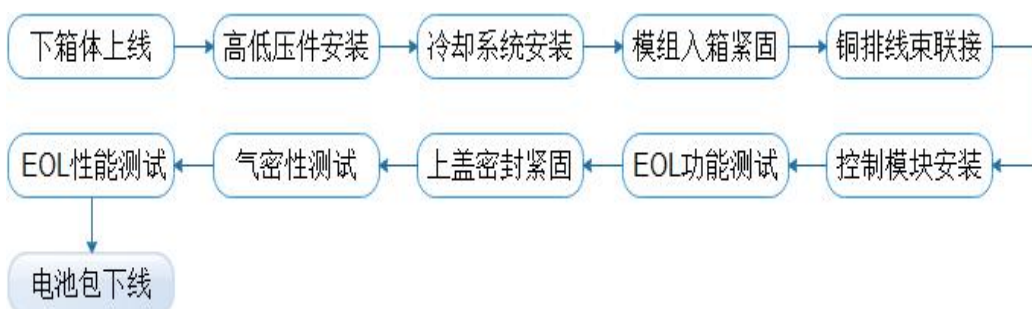 下箱体上线
高低压件安装
冷却系统安装
模组入箱紧固
铜排线束联接
控制模块安装
EOL功能测试
上盖密封紧固
气密性测试
EOL性能测试
电池包下线